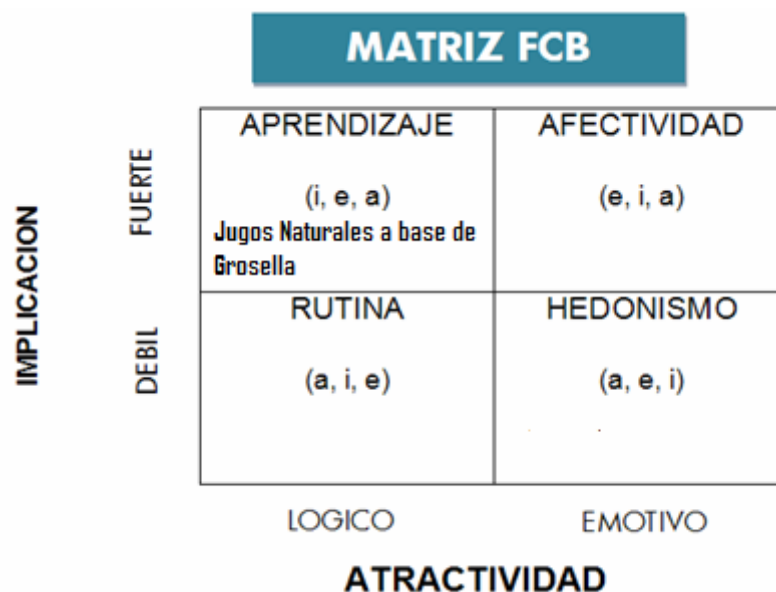 MATRIZ FCB
APRENDIZAJE
AFECTIVIDAD
(i, e, a)
(e, i, a)
Jugos Naturales a base de
Grosella
RUTINA
HEDONISMO
(a, i, e)
(a, e, i)
IMPLICACION
FUERTE
DEBIL
LOGICO
EMOTIVO
ATRACTIVIDAD